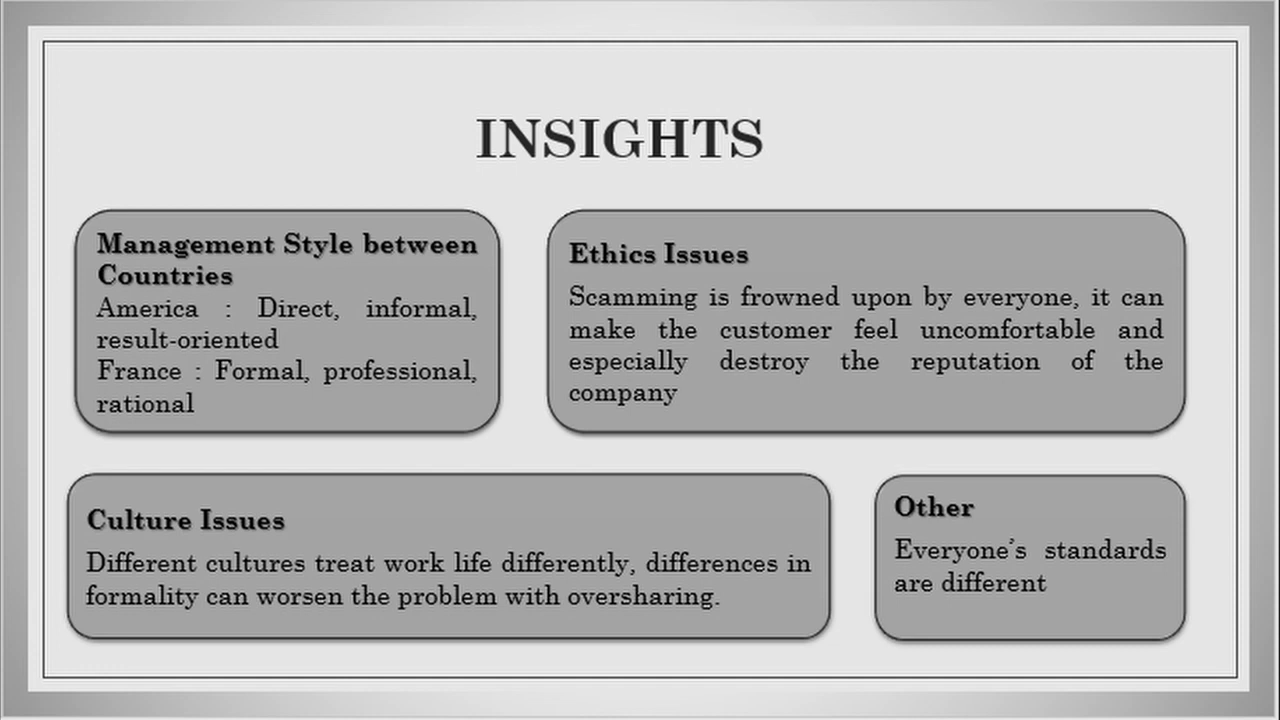 INSIGHTS
Management Style between
Countries
America : Direct, informal,
result-oriented
France : Formal, professional,
rational
Ethics Issues
Scamming is frowned upon by everyone, it can
make the customer feel uncomfortable and
especially destroy the reputation of the
company
Culture Issues
Different cultures treat work life differently, differences in
formality can worsen the problem with oversharing.
Other
Everyone’s standards
are different